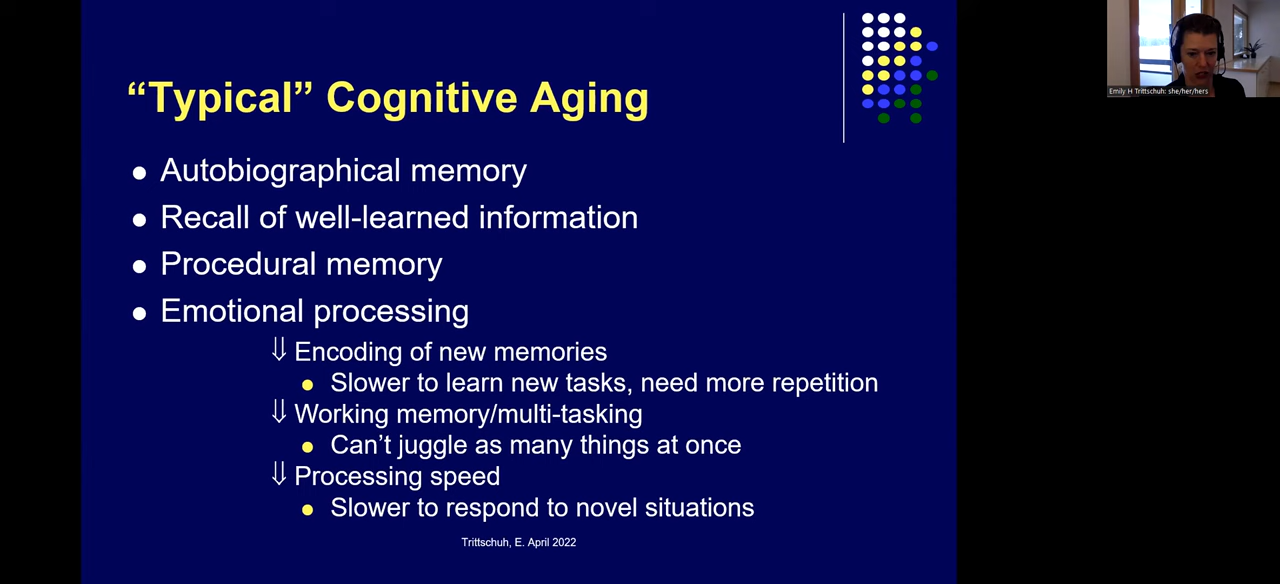 “Typical” Cognitive Aging
● Autobiographical memory
● Recall of well-learned information
● Procedural memory
● Emotional processing
⇓ Encoding of new memories
● Slower to learn new tasks, need more repetition
⇓ Working memory/multi-tasking
● Can’t juggle as many things at once
⇓ Processing speed
● Slower to respond to novel situations
Trittschuh, E. April 2022
Emily H Trittschuh: she/her/hers